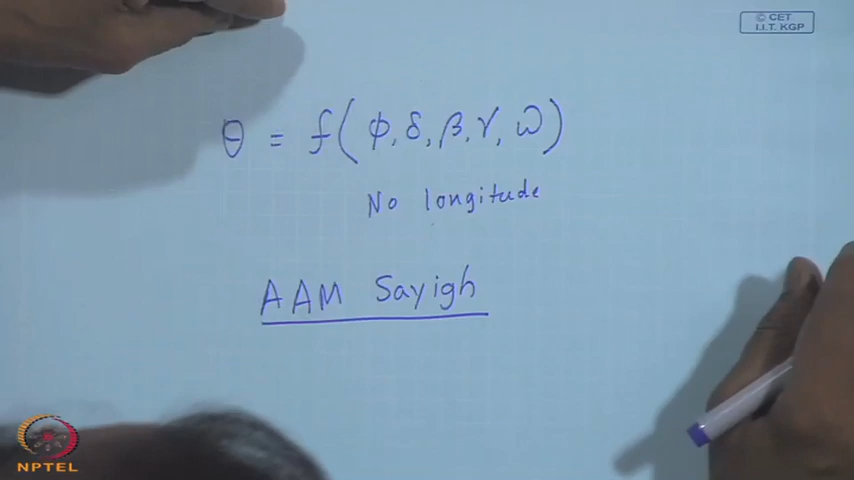 © CET
I.I.T. KGP
θ = f(φ, δ, β, γ, ω)
No longitude
AAM Sayigh
NPTEL